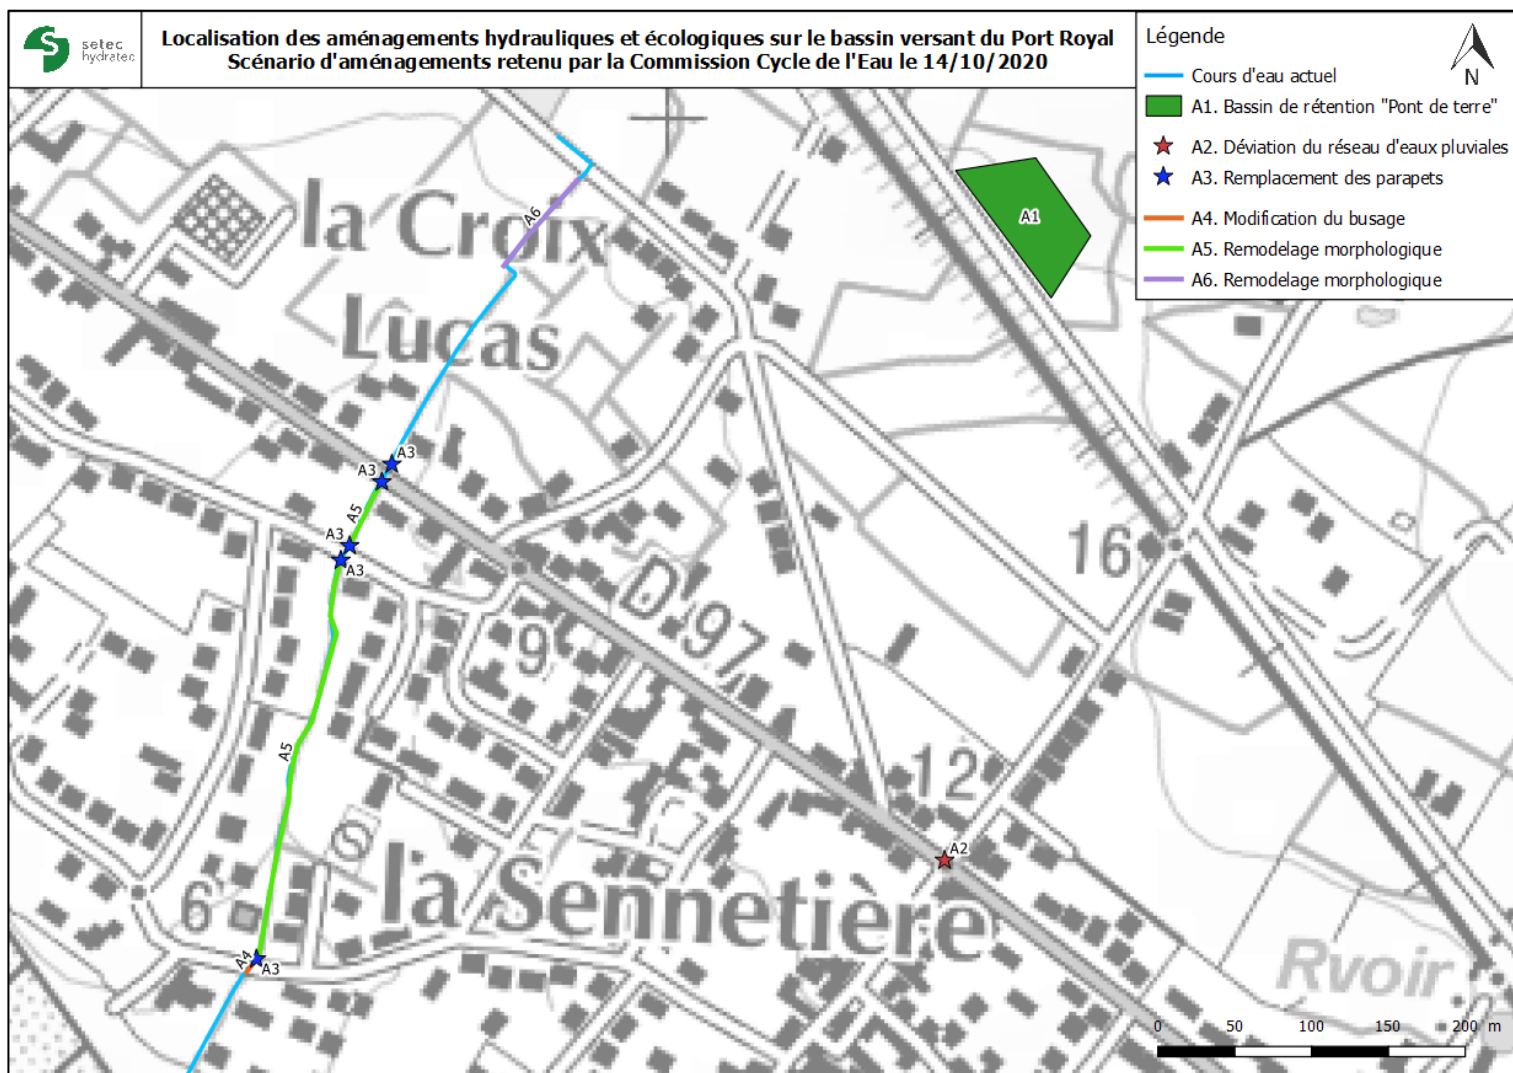 setec
hydratec
Localisation des aménagements hydrauliques et écologiques sur le bassin versant du Port Royal
Scénario d'aménagements retenu par la Commission Cycle de l'Eau le 14/10/2020
Légende
N
Cours d'eau actuel
A1. Bassin de rétention "Pont de terre"
A2. Déviation du réseau d'eaux pluviales
A3. Remplacement des parapets
A4. Modification du busage
A5. Remodelage morphologique
A6. Remodelage morphologique
A1
A6
la Croix
Lucas
A3
A3
A5
A3
A3
16
D 97
9
A5
12
A2
la Sennetière
6
A4
A3
Rvoir
0 50 100 150 200 m